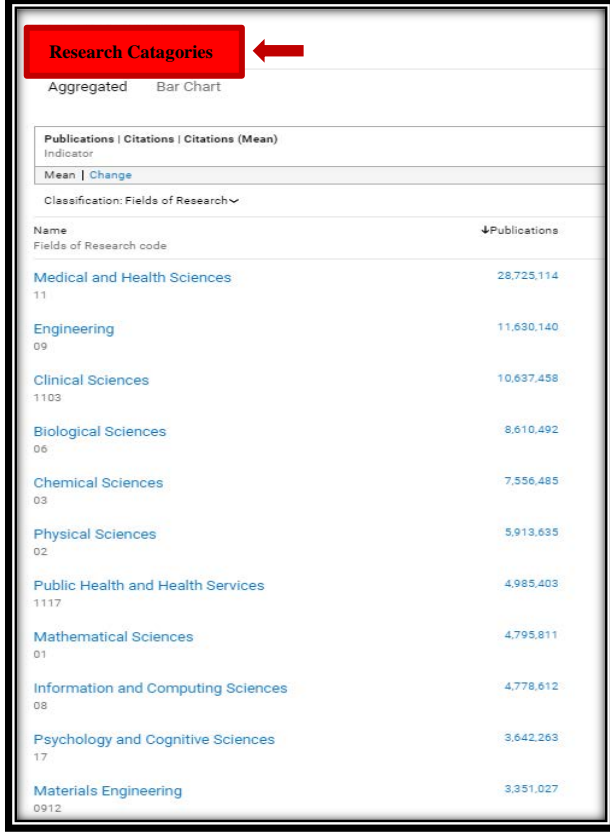 Research Catagories
Aggregated Bar Chart
Publications | Citations | Citations (Mean)
Indicator
Mean | Change
Classification: Fields of Research
Name ↓Publications
Fields of Research code
Medical and Health Sciences 28,725,114
11
Engineering 11,630,140
09
Clinical Sciences 10,637,458
1103
Biological Sciences 8,610,492
06
Chemical Sciences 7,556,485
03
Physical Sciences 5,913,635
02
Public Health and Health Services 4,985,403
1117
Mathematical Sciences 4,795,811
01
Information and Computing Sciences 4,778,612
08
Psychology and Cognitive Sciences 3,642,263
17
Materials Engineering 3,351,027
0912